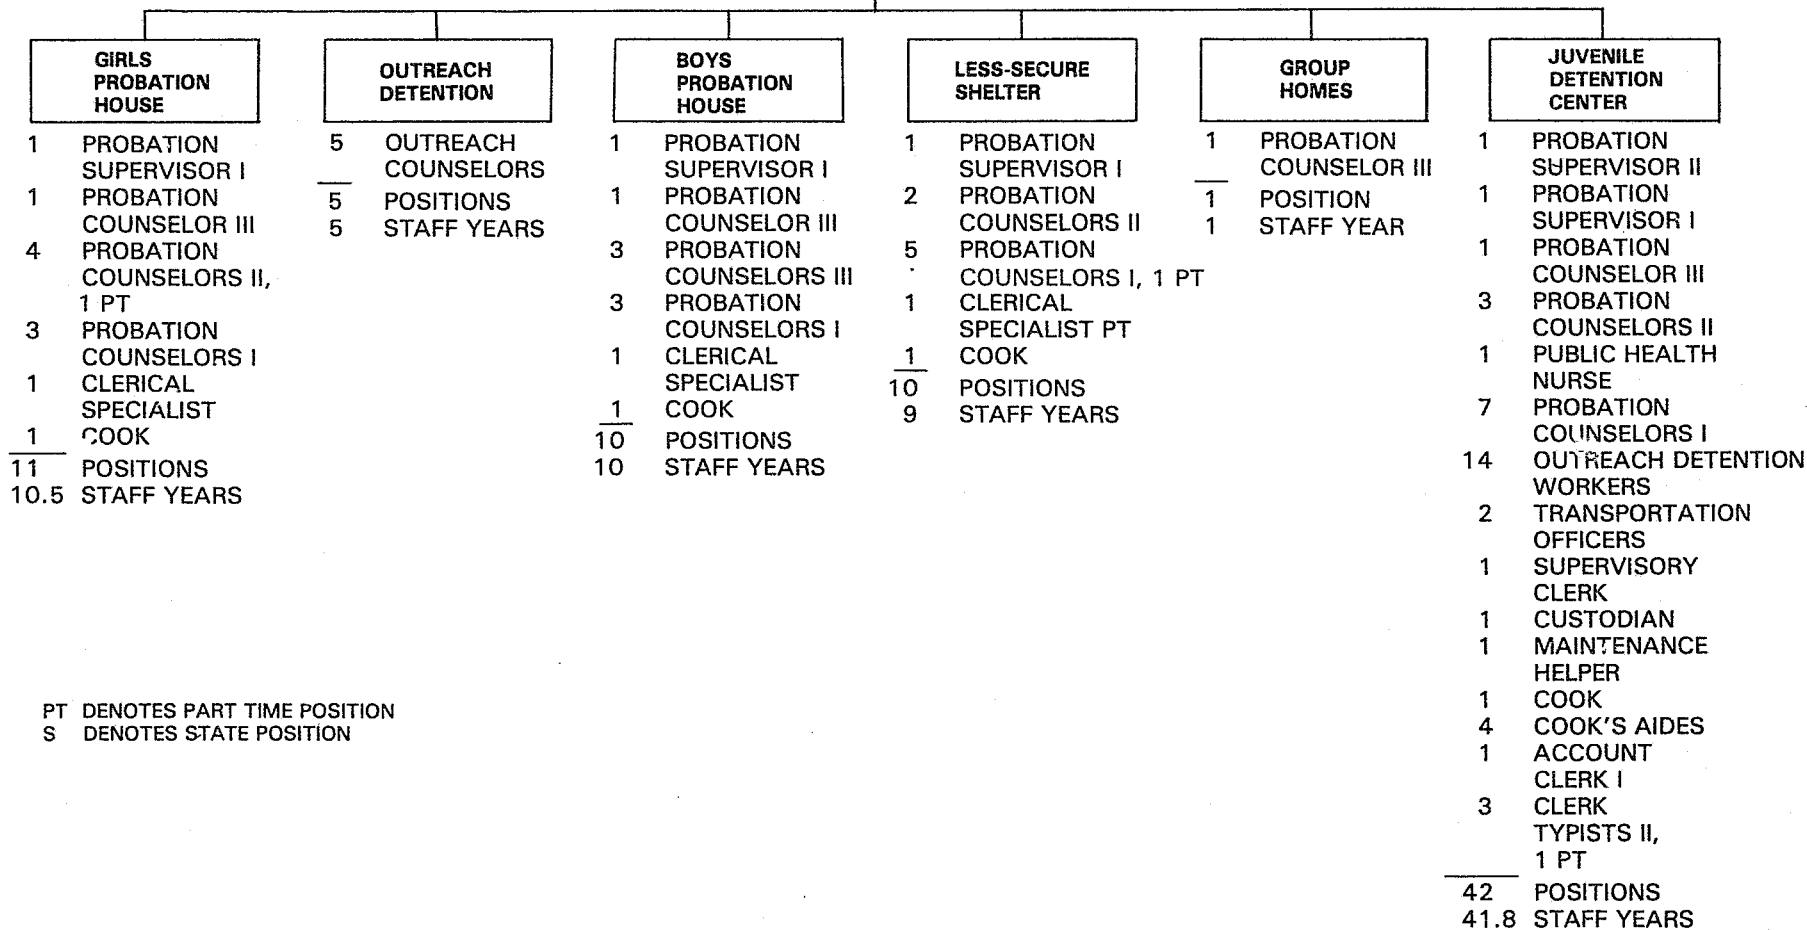 GIRLS
PROBATION
HOUSE
1 PROBATION
SUPERVISOR I
1 PROBATION
COUNSELOR III
4 PROBATION
COUNSELORS II,
1 PT
3 PROBATION
COUNSELORS I
1 CLERICAL
SPECIALIST
1 COOK
11 POSITIONS
10.5 STAFF YEARS
OUTREACH
DETENTION
5 OUTREACH
COUNSELORS
5 POSITIONS
5 STAFF YEARS
BOYS
PROBATION
HOUSE
1 PROBATION
SUPERVISOR I
1 PROBATION
COUNSELOR III
3 PROBATION
COUNSELORS III
3 PROBATION
COUNSELORS I
1 CLERICAL
SPECIALIST
1 COOK
10 POSITIONS
10 STAFF YEARS
LESS-SECURE
SHELTER
1 PROBATION
SUPERVISOR I
2 PROBATION
COUNSELORS II
5 PROBATION
COUNSELORS I, 1 PT
1 CLERICAL
SPECIALIST PT
1 COOK
10 POSITIONS
9 STAFF YEARS
GROUP
HOMES
1 PROBATION
COUNSELOR III
1 POSITION
1 STAFF YEAR
JUVENILE
DETENTION
CENTER
1 PROBATION
SUPERVISOR II
1 PROBATION
SUPERVISOR I
1 PROBATION
COUNSELOR III
3 PROBATION
COUNSELORS II
1 PUBLIC HEALTH
NURSE
7 PROBATION
COUNSELORS I
14 OUTREACH DETENTION
WORKERS
2 TRANSPORTATION
OFFICERS
1 SUPERVISORY
CLERK
1 CUSTODIAN
1 MAINTENANCE
HELPER
1 COOK
4 COOK'S AIDES
1 ACCOUNT
CLERK I
3 CLERK
TYPISTS II,
1 PT
42 POSITIONS
41.8 STAFF YEARS
PT DENOTES PART TIME POSITION
S DENOTES STATE POSITION